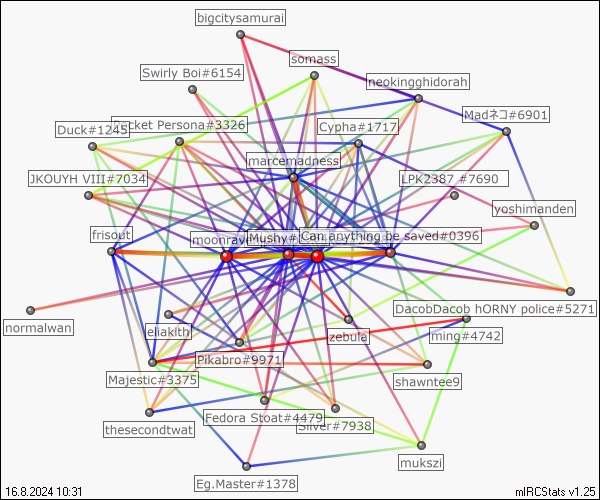 bigcitysamurai
somass
Swirly Boi#6154
neokingghidorah
Madネコ#6901
Pocket Persona#3326
Cypha#1717
Duck#1245
marcemadness
JKOUYH VIII#7034
LPK2387 #7690
yoshimanden
frisout
moonrave
Mushy#
Can anything be saved#0396
DacobDacob hORNY police#5271
normalwan
eliakith
zebula
ming#4742
Pikabro#9971
Majestic#3375
shawntee9
Fedora Stoat#4479
Silver#7938
thesecondtwat
mukszi
Eg.Master#1378
16.8.2024 10:31
mIRCStats v1.25